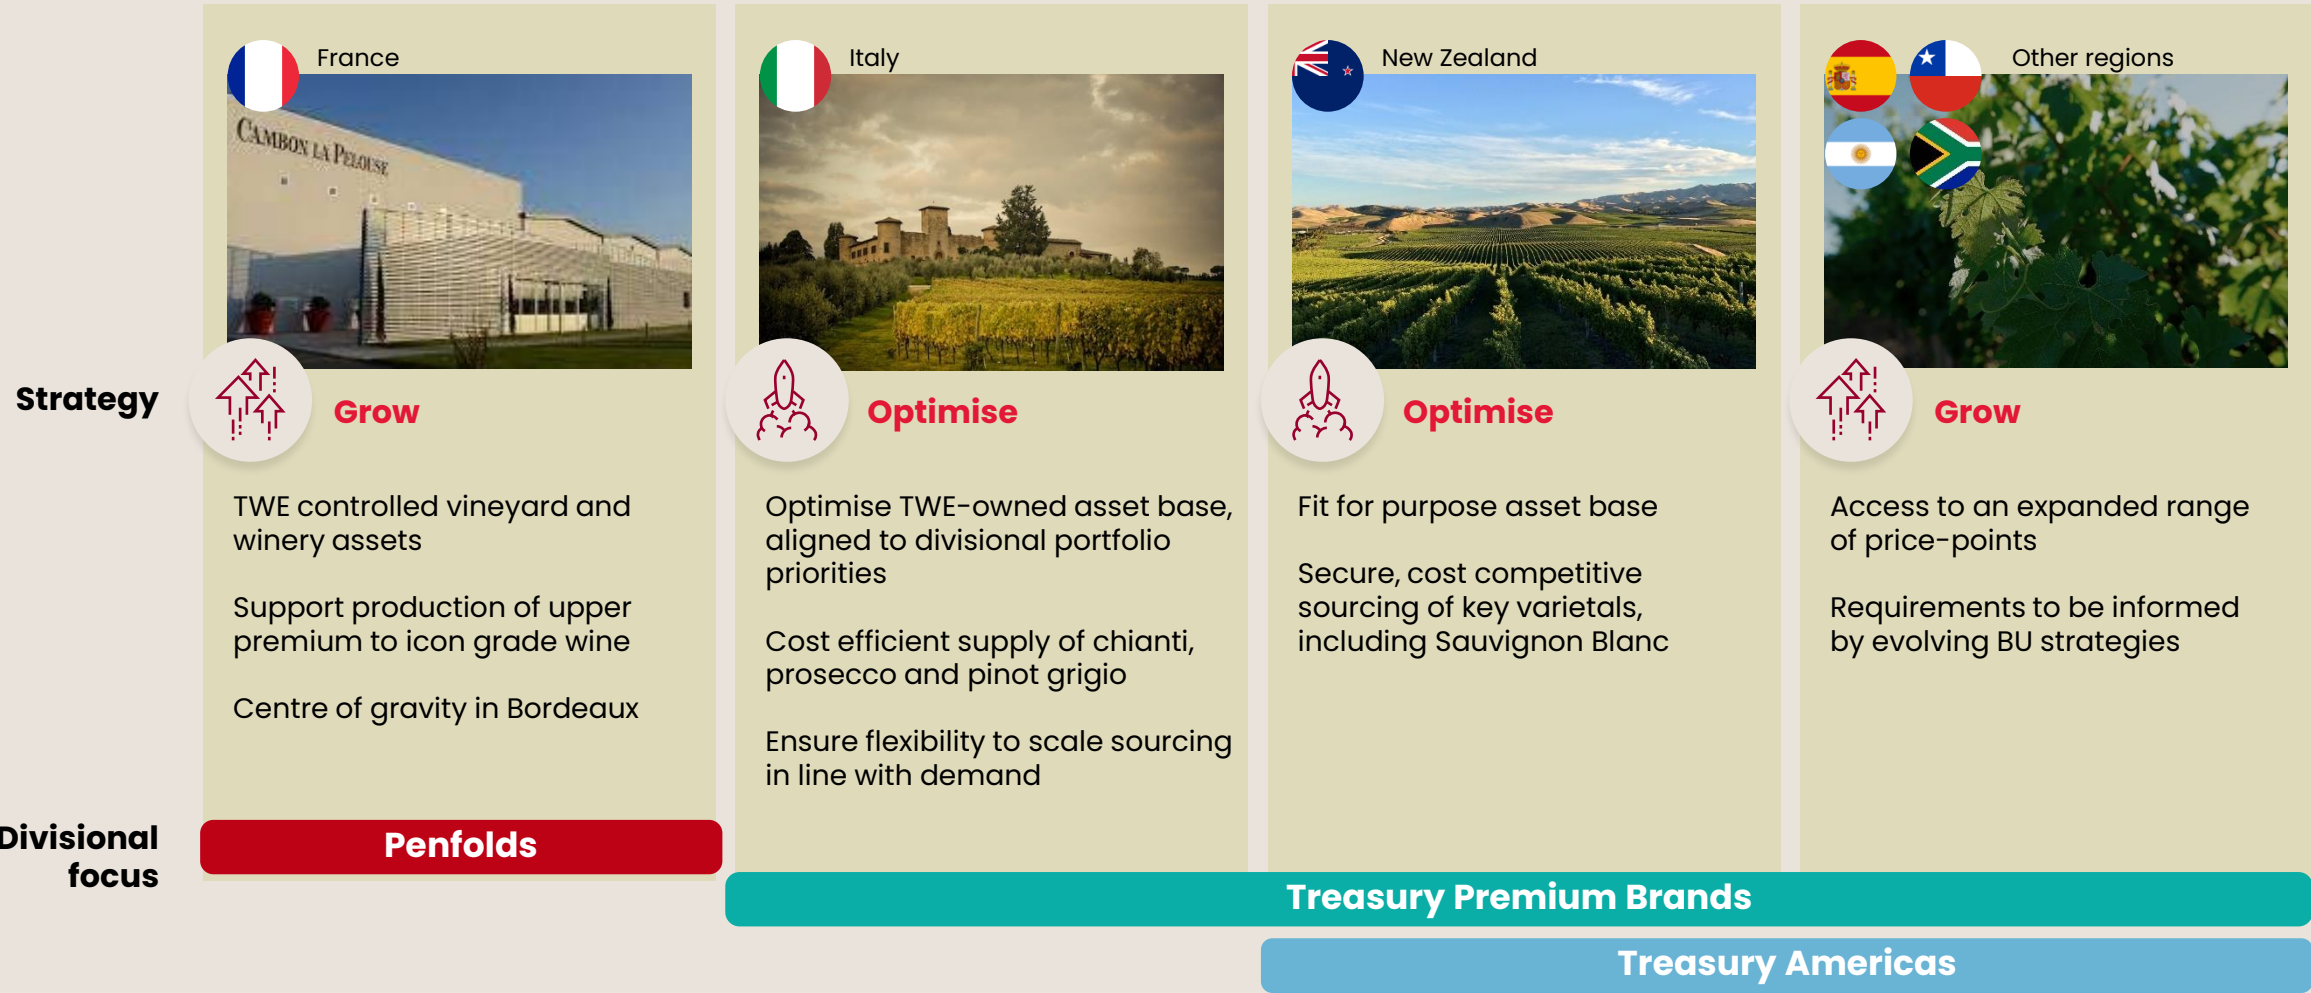 France
CAMBON LA PELOUSE
Italy
New Zealand
Other regions
Strategy
Grow
Optimise
Optimise
Grow
TWE controlled vineyard and
winery assets
Support production of upper
premium to icon grade wine
Centre of gravity in Bordeaux
Optimise TWE-owned asset base,
aligned to divisional portfolio
priorities
Cost efficient supply of chianti,
prosecco and pinot grigio
Ensure flexibility to scale sourcing
in line with demand
Fit for purpose asset base
Secure, cost competitive
sourcing of key varietals,
including Sauvignon Blanc
Access to an expanded range
of price-points
Requirements to be informed
by evolving BU strategies
Divisional
focus
Penfolds
Treasury Premium Brands
Treasury Americas